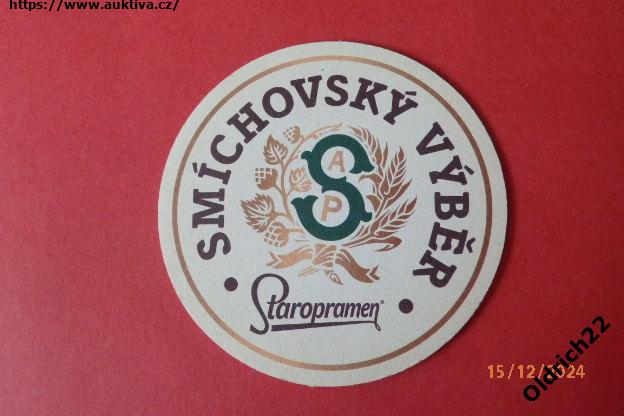 https://www.auktiva.cz/
SMÍCHOVSKÝ VÝBĚR
A
S
P
Staropramen®
15/12/2024
Oldrich22